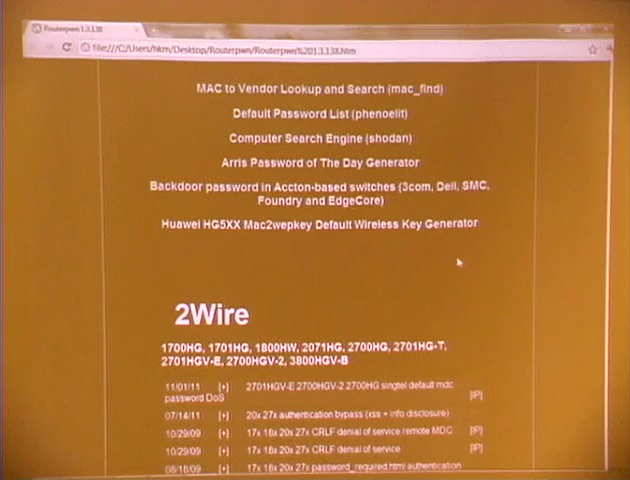 Routerpwn 1.3.138
file:///C:/Users/hkm/Desktop/Routerpwn/Routerpwn%201.3.138.htm
MAC to Vendor Lookup and Search (mac_find)
Default Password List (phenoelit)
Computer Search Engine (shodan)
Arris Password of The Day Generator
Backdoor password in Accton-based switches (3com, Dell, SMC,
Foundry and EdgeCore)
Huawei HG5XX Mac2wepkey Default Wireless Key Generator
2Wire
1700HG, 1701HG, 1800HW, 2071HG, 2700HG, 2701HG-T,
2701HGV-E, 2700HGV-2, 3800HGV-B
11/01/11 [+] 2701HGV-E 2700HGV-2 2700HG singtel default mdc
password DoS [IP]
07/14/11 [+] 20x 27x authentication bypass (xss + info disclosure)
10/29/09 [+] 17x 18x 20x 27x CRLF denial of service remote MDC [IP]
10/29/09 [+] 17x 18x 20x 27x CRLF denial of service [IP]
08/18/09 [+] 17x 18x 20x 27x password_required.html authentication